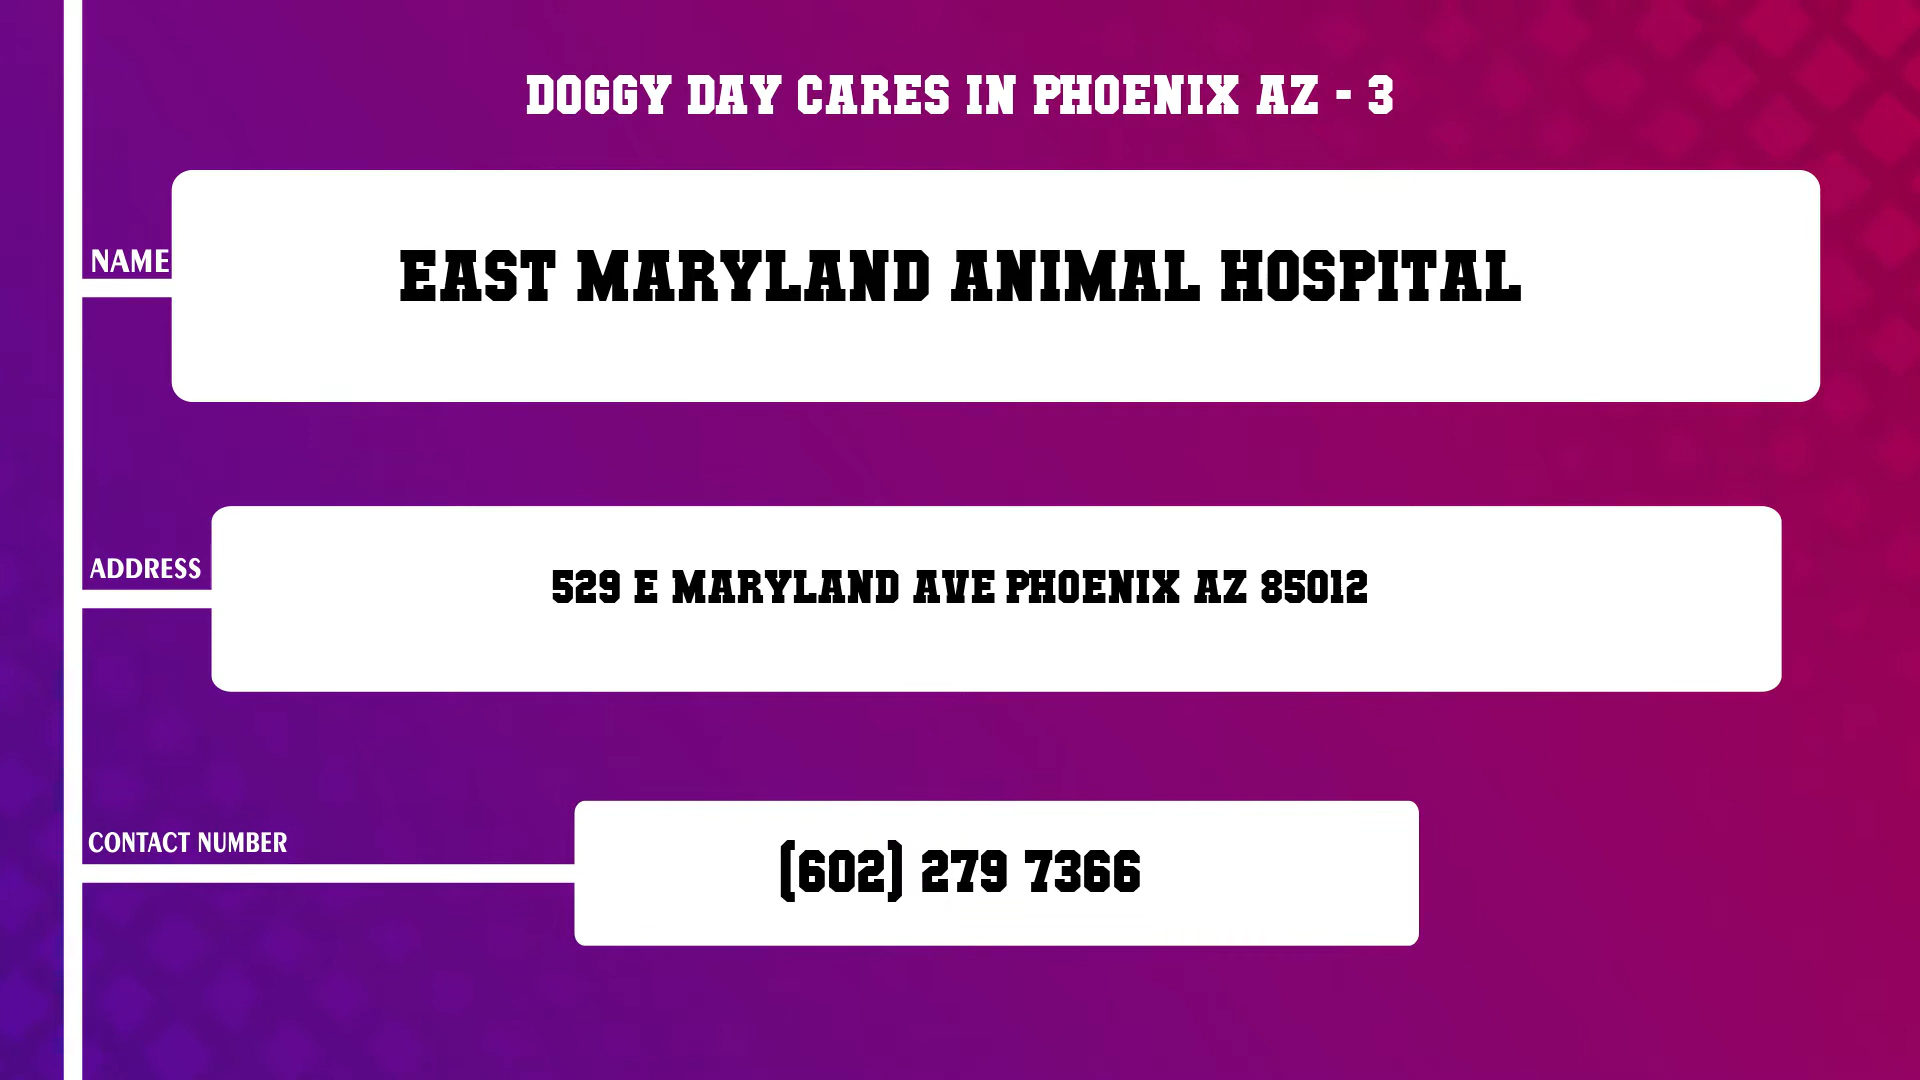 DOGGY DAY CARES IN PHOENIX AZ - 3
NAME
EAST MARYLAND ANIMAL HOSPITAL
ADDRESS
529 E MARYLAND AVE PHOENIX AZ 85012
CONTACT NUMBER
(602) 279 7366